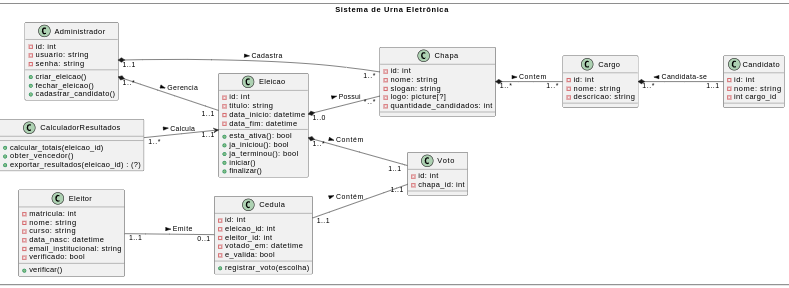 Sistema de Urna Eletrônica
C Administrador
id: int
usuario: string
senha: string
criar_eleicao()
fechar_eleicao()
cadastrar_candidato()
1..1
Cadastra
1..*
1..*
Gerencia
1..1
C Chapa
id: int
nome: string
slogan: string
logo: picture[?]
quantidade_candidatos: int
1..*
Contem
1..*
C Cargo
id: int
nome: string
descricao: string
1..*
Candidata-se
1..1
C Candidato
id: int
nome: string
int cargo_id
C Eleicao
id: int
titulo: string
data_inicio: datetime
data_fim: datetime
esta_ativa(): bool
ja_iniciou(): bool
ja_terminou(): bool
iniciar()
finalizar()
1..0
Possui
*..*
1..*
Contém
1..1
C CalculadorResultados
calcular_totais(eleicao_id)
obter_vencedor()
exportar_resultados(eleicao_id) : (?)
1..*
Calcula
1..1
C Voto
id: int
chapa_id: int
C Eleitor
matricula: int
nome: string
curso: string
data_nasc: datetime
email_institucional: string
verificado: bool
verificar()
1..1
Emite
0..1
C Cedula
id: int
eleicao_id: int
eleitor_id: int
votado_em: datetime
e_valida: bool
registrar_voto(escolha)
1..1
Contém
1..1